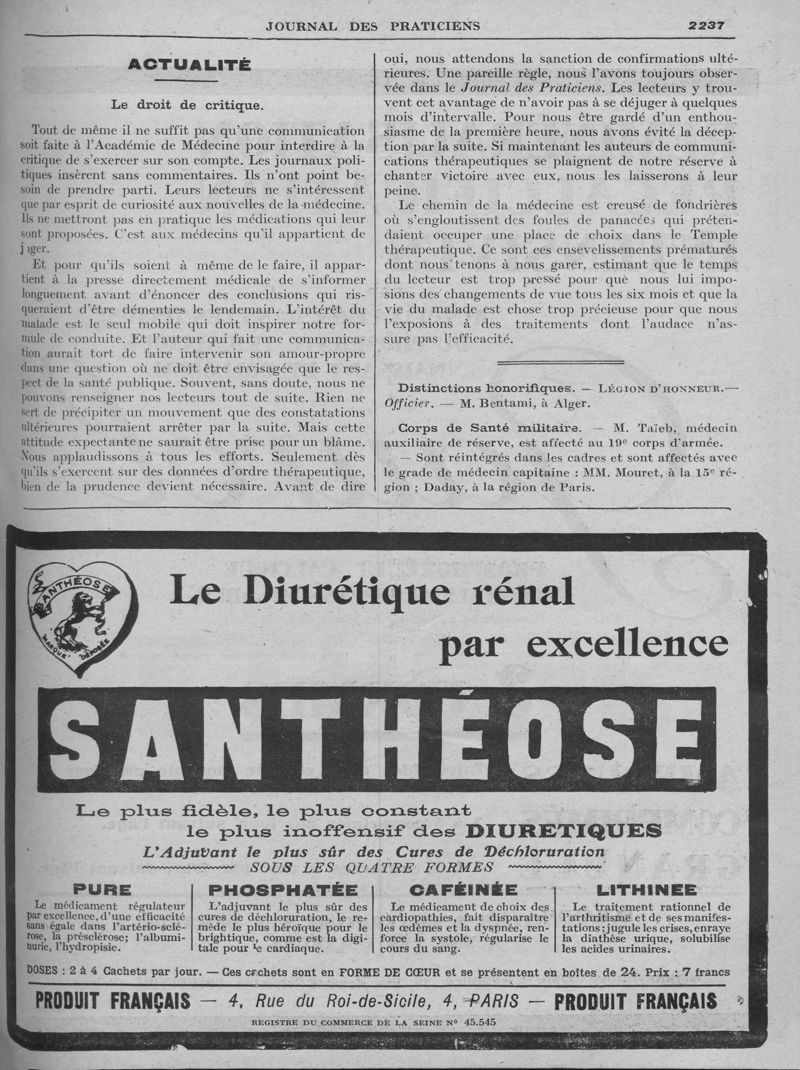 JOURNAL DES PRATICIENS
2237
ACTUALITÉ
Le droit de critique.
Tout de même il ne suffit pas qu'une communication
soit faite à l'Académie de Médecine pour interdire à la
critique de s'exercer sur son compte. Les journaux poli-
tiques insèrent sans commentaires. Ils n'ont point be-
soin de prendre parti. Leurs lecteurs ne s'intéressent
que par esprit de curiosité aux nouvelles de la médecine.
Ils ne mettront pas en pratique les médications qui leur
sont proposées. C'est aux médecins qu'il appartient de
j iger.
Et pour qu'ils soient à même de le faire, il appar-
tient à la presse directement médicale de s'informer
longuement avant d'énoncer des conclusions qui ris-
queraient d'être démenties le lendemain. L'intérêt du
malade est le seul mobile qui doit inspirer notre for-
mule de conduite. Et l'auteur qui fait une communica-
tion aurait tort de faire intervenir son amour-propre
dans une question où ne doit être envisagée que le res-
pect de la santé publique. Souvent, sans doute, nous ne
pouvons renseigner nos lecteurs tout de suite. Rien ne
sert de précipiter un mouvement que des constatations
ultérieures pourraient arrêter par la suite. Mais cette
attitude expectante ne saurait être prise pour un blâme.
Nous applaudissons à tous les efforts. Seulement dès
qu'ils s'exercent sur des données d'ordre thérapeutique,
bien de la prudence devient nécessaire. Avant de dire
oui, nous attendons la sanction de confirmations ulté-
rieures. Une pareille règle, nous l'avons toujours obser-
vée dans le Journal des Praticiens. Les lecteurs y trou-
vent cet avantage de n'avoir pas à se déjuger à quelques
mois d'intervalle. Pour nous être gardé d'un enthou-
siasme de la première heure, nous avons évité la décep-
tion par la suite. Si maintenant les auteurs de communi-
cations thérapeutiques se plaignent de notre réserve à
chanter victoire avec eux, nous les laisserons à leur
peine.
Le chemin de la médecine est creusé de fondrières
où s'engloutissent des foules de panacées qui préten-
daient occuper une place de choix dans le Temple
thérapeutique. Ce sont ces ensevelissements prématurés
dont nous tenons à nous garer, estimant que le temps
du lecteur est trop pressé pour que nous lui impo-
sions des changements de vue tous les six mois et que la
vie du malade est chose trop précieuse pour que nous
l'exposions à des traitements dont l'audace n'as-
sure pas l'efficacité.
Distinctions honorifiques. — LÉGION D'HONNEUR.—
Officier. — M. Bentami, à Alger.
Corps de Santé militaire. — M. Taïeb, médecin
auxiliaire de réserve, est affecté au 19e corps d'armée.
— Sont réintégrés dans les cadres et sont affectés avec
le grade de médecin capitaine : MM. Mouret, à la 15e ré-
gion ; Daday, à la région de Paris.
SANTHÉOSE
MARQUE DÉPOSÉE
Le Diurétique rénal
par excellence
SANTHÉOSE
Le plus fidèle, le plus constant
le plus inoffensif des DIURETIQUES
L'Adjuvant le plus sûr des Cures de Déchloruration
SOUS LES QUATRE FORMES
PURE
Le médicament régulateur
par excellence, d'une efficacité
sans égale dans l'artério-sclé-
rose, la présclérose; l'albumi-
nurie, l'hydropisie.
PHOSPHATÉE
L'adjuvant le plus sûr des
cures de déchloruration, le re-
mède le plus héroïque pour le
brightique, comme est la digi-
tale pour le cardiaque.
CAFÉINÉE
Le médicament de choix des
cardiopathies, fait disparaître
les œdèmes et la dyspnée, ren-
force la systole, régularise le
cours du sang.
LITHINEE
Le traitement rationnel de
l'arthritisme et de ses manifes-
tations; jugule les crises, enraye
la diathèse urique, solubilise
les acides urinaires.
DOSES : 2 à 4 Cachets par jour. — Ces cachets sont en FORME DE CŒUR et se présentent en boîtes de 24. Prix : 7 francs
PRODUIT FRANÇAIS — 4, Rue du Roi-de-Sicile, 4, PARIS — PRODUIT FRANÇAIS
REGISTRE DU COMMERCE DE LA SEINE N° 45.545